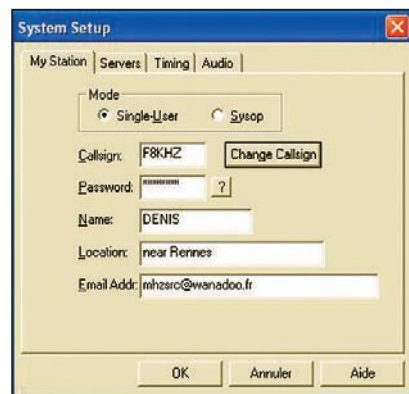 System Setup
My Station Servers Timing Audio
Mode
Single-User Sysop
Callsign: F8KHZ Change Callsign
Password: ******** ?
Name: DENIS
Location: near Rennes
Email Addr: mhzsrc@wanadoo.fr
OK Annuler Aide